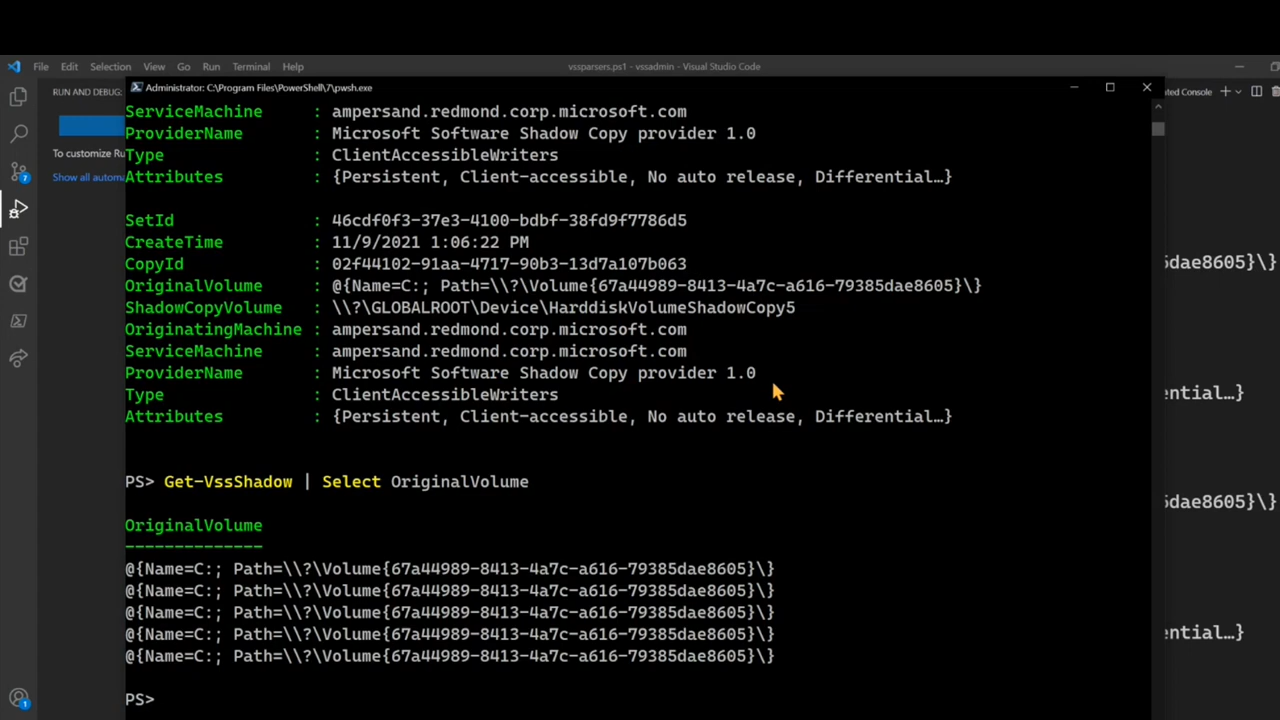 File Edit Selection View Go Run Terminal Help
vssparsers.ps1 - vssadmin - Visual Studio Code
RUN AND DEBUG:
To customize Ru
Show all automa
Administrator: C:\Program Files\PowerShell\7\pwsh.exe
ServiceMachine : ampersand.redmond.corp.microsoft.com
ProviderName : Microsoft Software Shadow Copy provider 1.0
Type : ClientAccessibleWriters
Attributes : {Persistent, Client-accessible, No auto release, Differential…}
SetId : 46cdf0f3-37e3-4100-bdbf-38fd9f7786d5
CreateTime : 11/9/2021 1:06:22 PM
CopyId : 02f44102-91aa-4717-90b3-13d7a107b063
OriginalVolume : @{Name=C:; Path=\\?\Volume{67a44989-8413-4a7c-a616-79385dae8605}\}
ShadowCopyVolume : \\?\GLOBALROOT\Device\HarddiskVolumeShadowCopy5
OriginatingMachine : ampersand.redmond.corp.microsoft.com
ServiceMachine : ampersand.redmond.corp.microsoft.com
ProviderName : Microsoft Software Shadow Copy provider 1.0
Type : ClientAccessibleWriters
Attributes : {Persistent, Client-accessible, No auto release, Differential…}
PS> Get-VssShadow | Select OriginalVolume
OriginalVolume
--------------
@{Name=C:; Path=\\?\Volume{67a44989-8413-4a7c-a616-79385dae8605}\}
@{Name=C:; Path=\\?\Volume{67a44989-8413-4a7c-a616-79385dae8605}\}
@{Name=C:; Path=\\?\Volume{67a44989-8413-4a7c-a616-79385dae8605}\}
@{Name=C:; Path=\\?\Volume{67a44989-8413-4a7c-a616-79385dae8605}\}
@{Name=C:; Path=\\?\Volume{67a44989-8413-4a7c-a616-79385dae8605}\}
PS>
ated Console
5dae8605}\}
ential…}
5dae8605}\}
ential…}
7
1